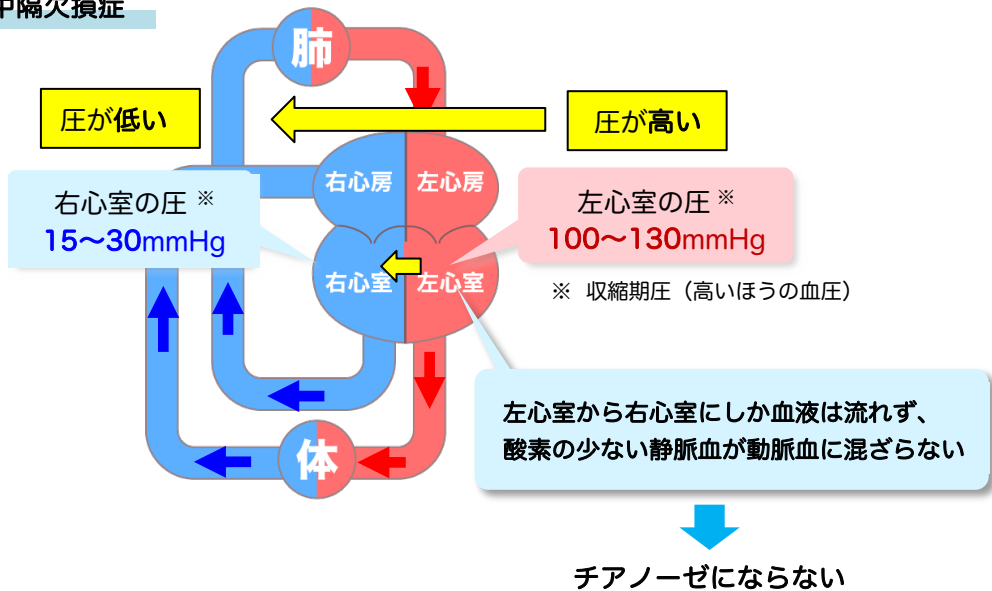 中隔欠損症
肺
圧が低い
圧が高い
右心房
左心房
右心室の圧 ※
15〜30mmHg
左心室の圧 ※
100〜130mmHg
右心室
左心室
※ 収縮期圧（高いほうの血圧）
左心室から右心室にしか血液は流れず、
酸素の少ない静脈血が動脈血に混ざらない
体
チアノーゼにならない